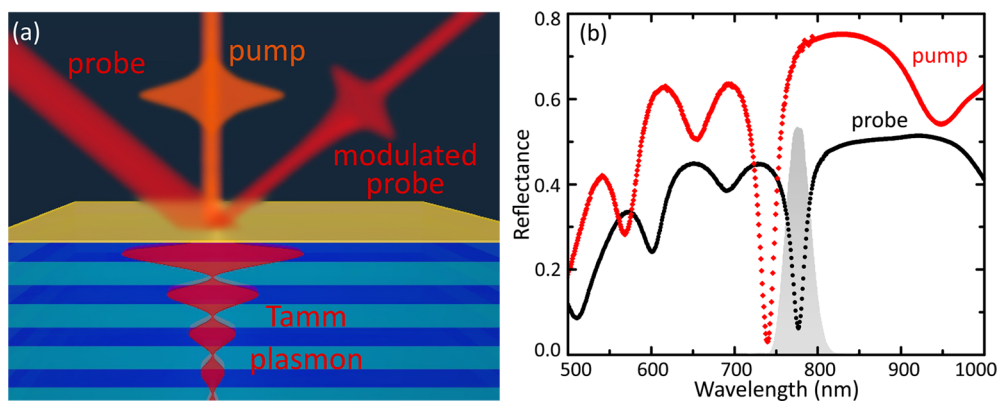 (a)
probe
pump
modulated
probe
Tamm
plasmon
(b)
pump
probe
Reflectance
0.8
0.6
0.4
0.2
0.0
500 600 700 800 900 1000
Wavelength (nm)